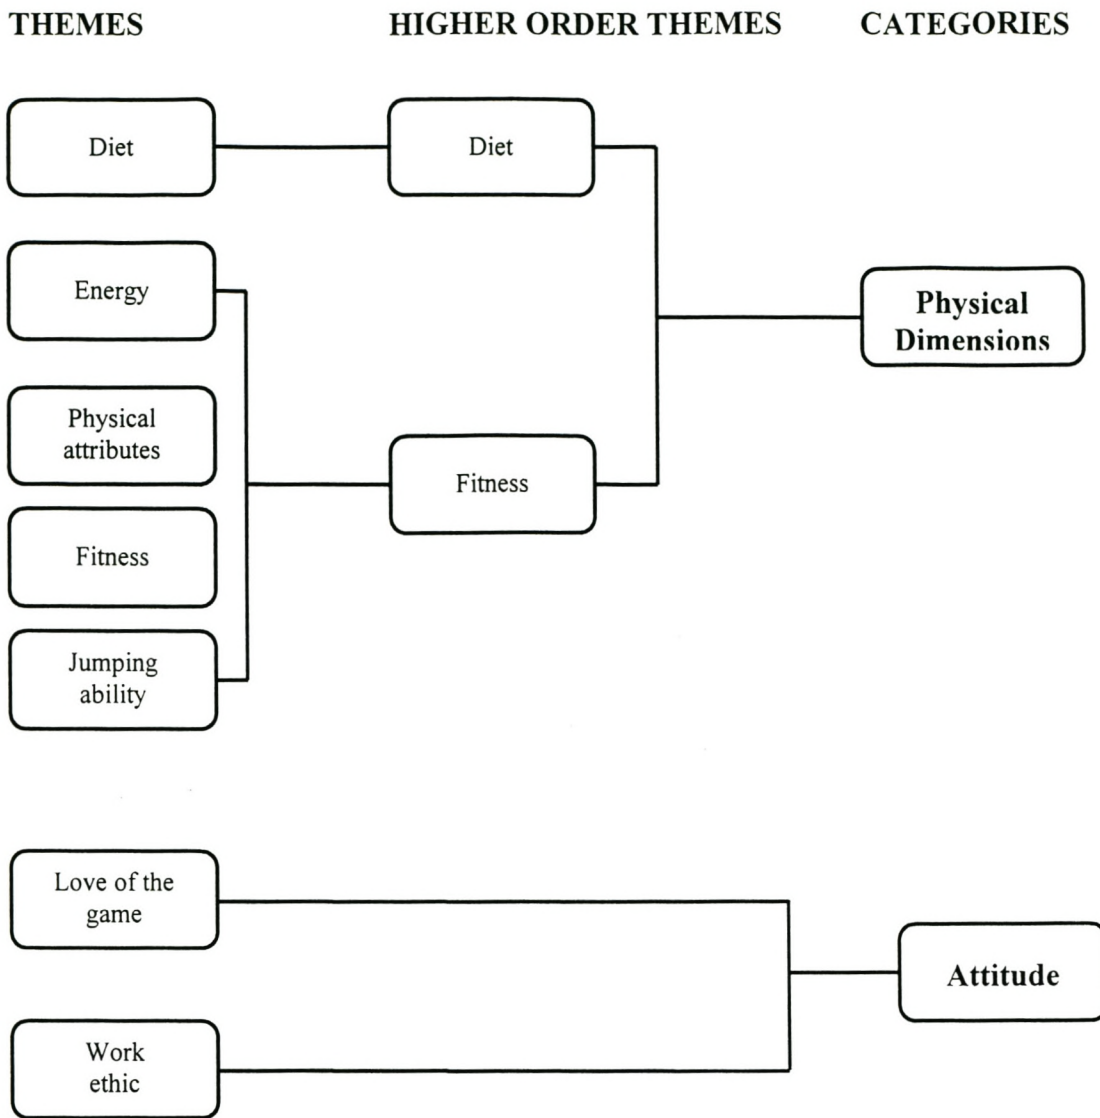 THEMES HIGHER ORDER THEMES CATEGORIES
Diet
Diet
Energy
Physical
Dimensions
Physical
attributes
Fitness
Fitness
Jumping
ability
Love of the
game
Attitude
Work
ethic